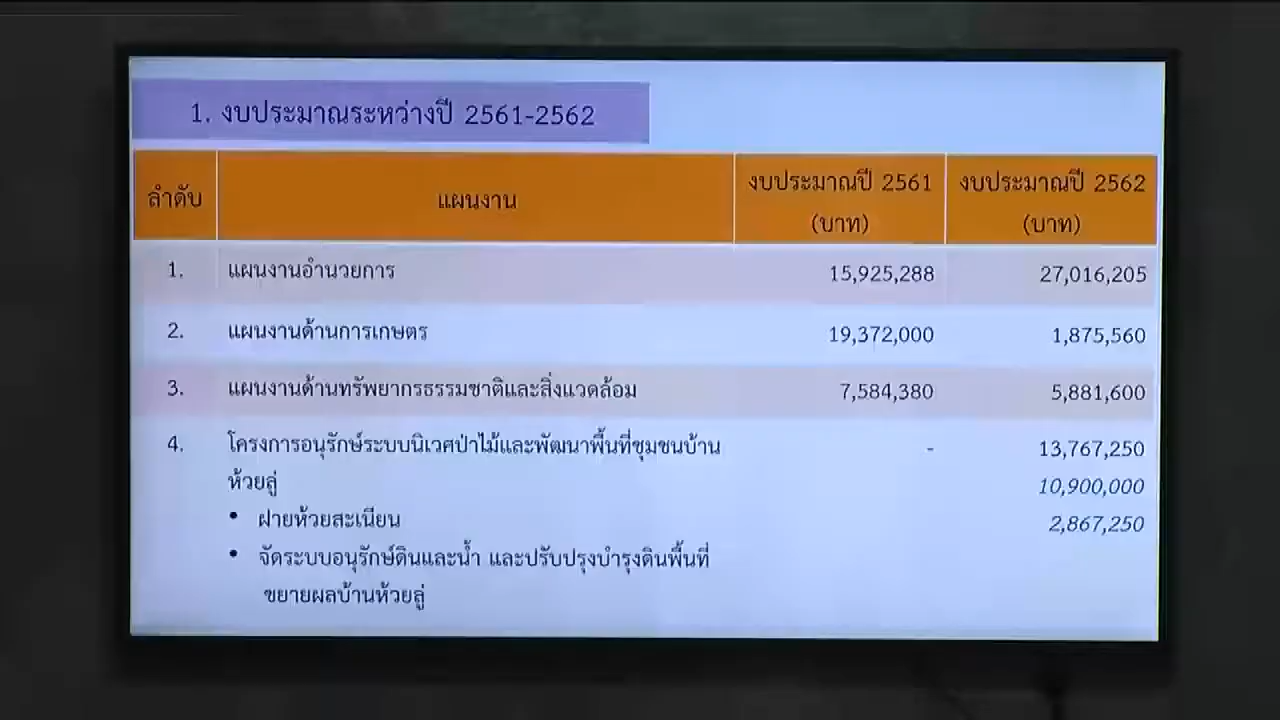 1. งบประมาณระหว่างปี 2561-2562
ลำดับ แผนงาน งบประมาณปี 2561 (บาท) งบประมาณปี 2562 (บาท)
1. แผนงานอำนวยการ 15,925,288 27,016,205
2. แผนงานด้านการเกษตร 19,372,000 1,875,560
3. แผนงานด้านทรัพยากรธรรมชาติและสิ่งแวดล้อม 7,584,380 5,881,600
4. โครงการอนุรักษ์ระบบนิเวศป่าไม้และพัฒนาพื้นที่ชุมชนบ้าน - 13,767,250
ห้วยลู่ 10,900,000
• ฝายห้วยสะเนียน 2,867,250
• จัดระบบอนุรักษ์ดินและน้ำ และปรับปรุงบำรุงดินพื้นที่
ขยายผลบ้านห้วยลู่